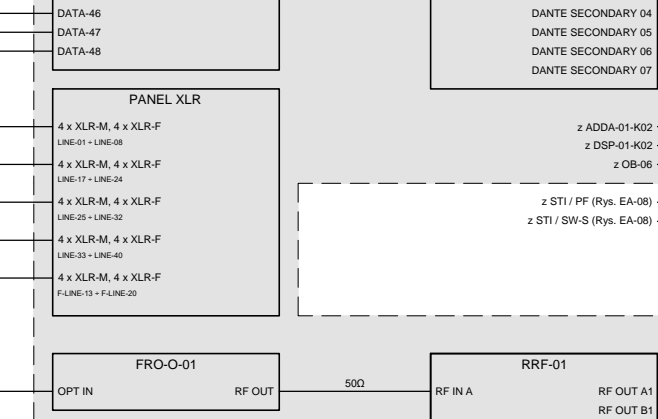 DATA-46
DATA-47
DATA-48
DANTE SECONDARY 04
DANTE SECONDARY 05
DANTE SECONDARY 06
DANTE SECONDARY 07
PANEL XLR
4 x XLR-M, 4 x XLR-F
LINE-01 ÷ LINE-08
4 x XLR-M, 4 x XLR-F
LINE-17 ÷ LINE-24
4 x XLR-M, 4 x XLR-F
LINE-25 ÷ LINE-32
4 x XLR-M, 4 x XLR-F
LINE-33 ÷ LINE-40
4 x XLR-M, 4 x XLR-F
F-LINE-13 ÷ F-LINE-20
z ADDA-01-K02
z DSP-01-K02
z OB-06
z STI / PF (Rys. EA-08)
z STI / SW-S (Rys. EA-08)
FRO-O-01
OPT IN
RF OUT
50Ω
RRF-01
RF IN A
RF OUT A1
RF OUT B1